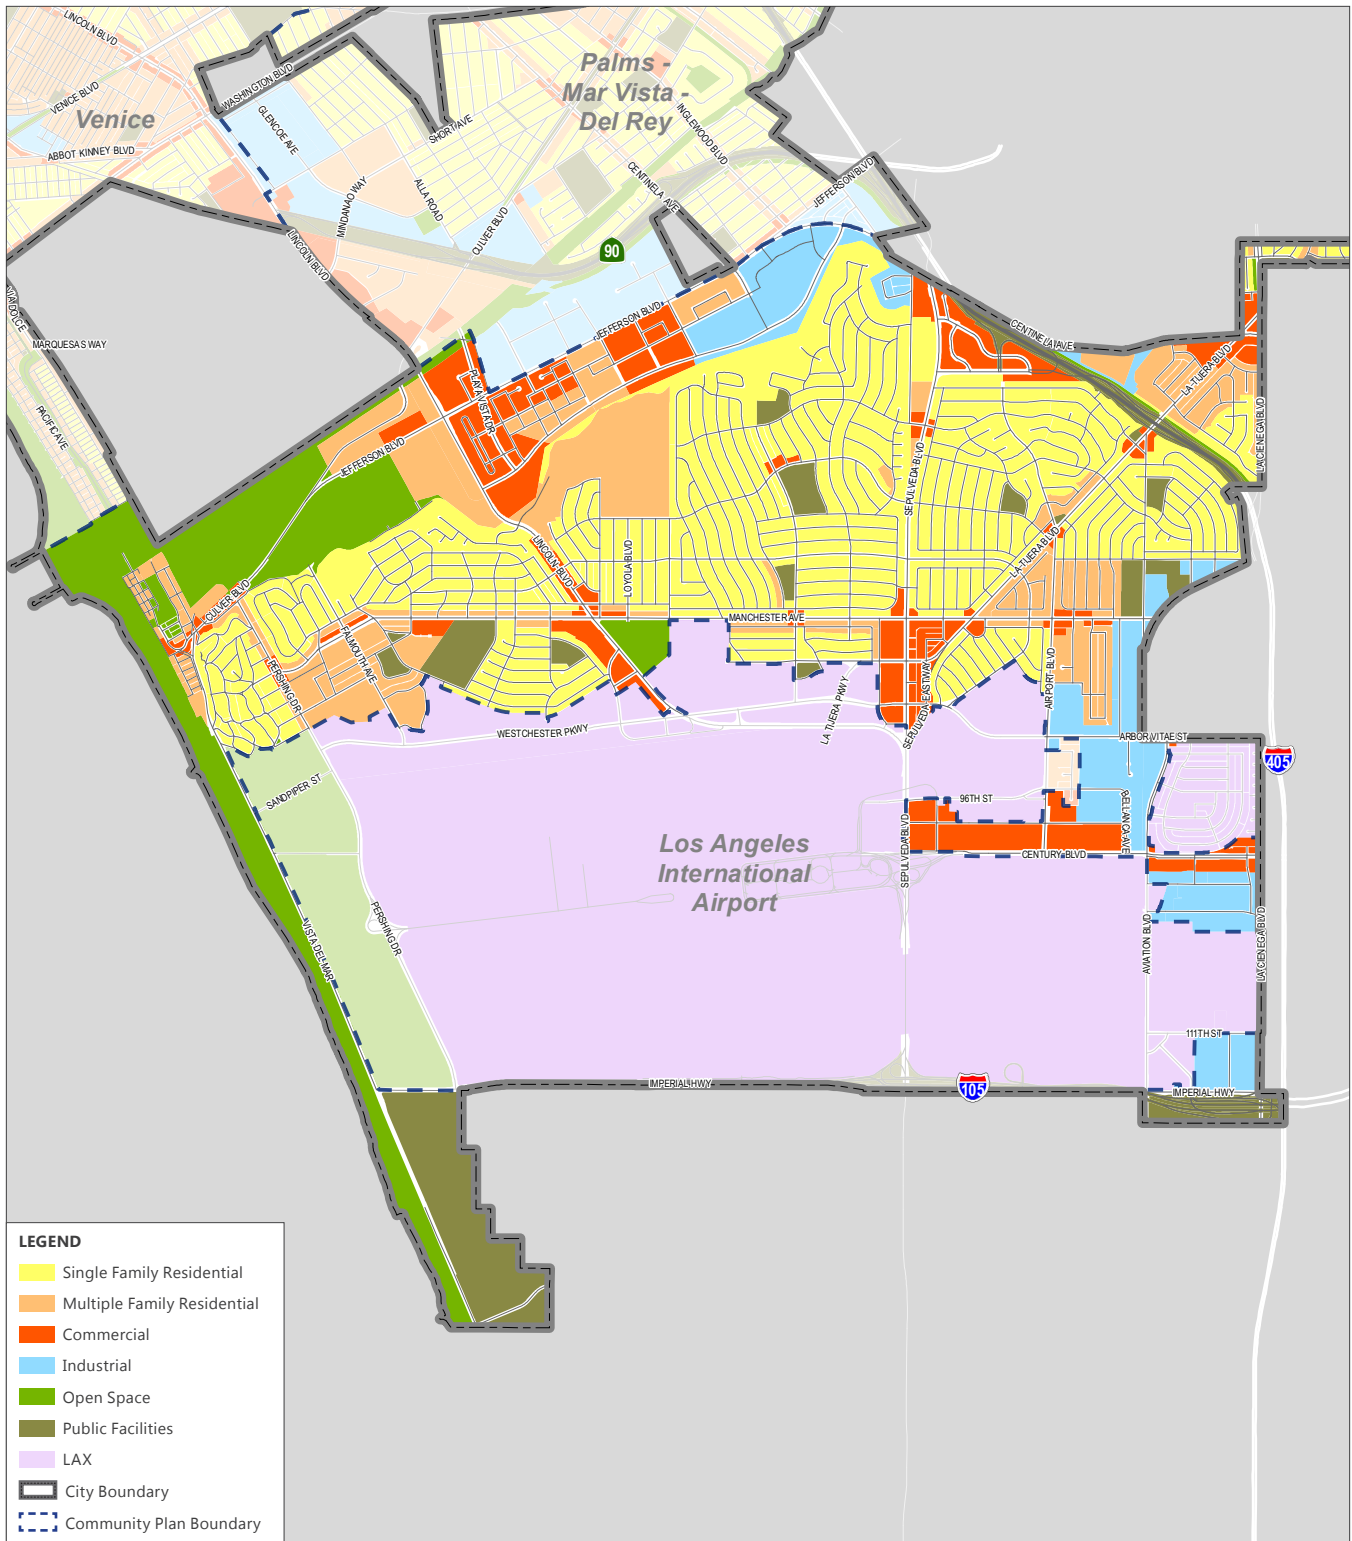 LINCOLN BLVD
Palms -
Mar Vista -
Del Rey
WASHINGTON BLVD
VENICE BLVD
Venice
GLENCOE AVE
SHORT AVE
INGLEWOOD BLVD
ABBOT KINNEY BLVD
CENTINELA AVE
JEFFERSON BLVD
MINDANAO WAY
ALLA ROAD
CULVER BLVD
LINCOLN BLVD
90
VIA DOLCE
MARQUESAS WAY
JEFFERSON BLVD
CENTINELA AVE
LA TIJERA BLVD
PLAYA VISTA DR
PACIFIC AVE
JEFFERSON BLVD
SEPULVEDA BLVD
LA CIENEGA BLVD
LINCOLN BLVD
LOYOLA BLVD
LA TIJERA BLVD
CULVER BLVD
MANCHESTER AVE
FALMOUTH AVE
PERSHING DR
AIRPORT BLVD
SEPULVEDA EASTWAY
LA TIJERA PKWY
WESTCHESTER PKWY
ARBOR VITAE ST
405
SANDPIPER ST
96TH ST
BELLANCA AVE
SEPULVEDA BLVD
Los Angeles
International
Airport
CENTURY BLVD
PERSHING DR
VISTA DEL MAR
AVIATION BLVD
LA CIENEGA BLVD
111TH ST
IMPERIAL HWY
105
IMPERIAL HWY
LEGEND
Single Family Residential
Multiple Family Residential
Commercial
Industrial
Open Space
Public Facilities
LAX
City Boundary
Community Plan Boundary